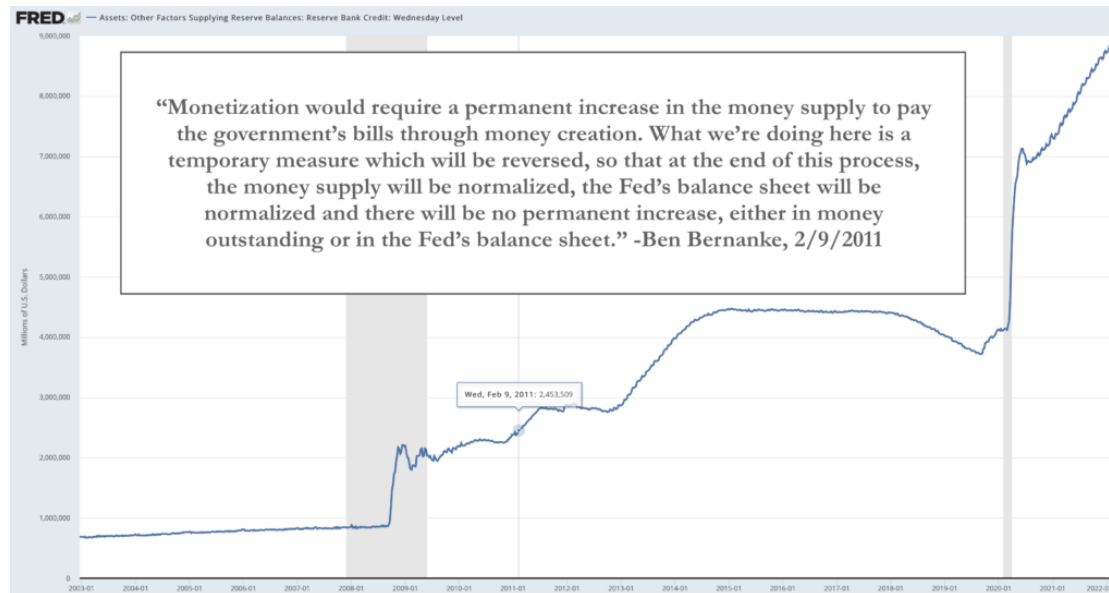 FRED — Assets: Other Factors Supplying Reserve Balances: Reserve Bank Credit: Wednesday Level
9,000,000
“Monetization would require a permanent increase in the money supply to pay
the government’s bills through money creation. What we’re doing here is a
temporary measure which will be reversed, so that at the end of this process,
the money supply will be normalized, the Fed’s balance sheet will be
normalized and there will be no permanent increase, either in money
outstanding or in the Fed’s balance sheet.” -Ben Bernanke, 2/9/2011
8,000,000
7,000,000
6,000,000
5,000,000
4,000,000
3,000,000
2,000,000
1,000,000
0
Millions of U.S. Dollars
Wed, Feb 9, 2011: 2,453,509
2003-01 2004-01 2005-01 2006-01 2007-01 2008-01 2009-01 2010-01 2011-01 2012-01 2013-01 2014-01 2015-01 2016-01 2017-01 2018-01 2019-01 2020-01 2021-01